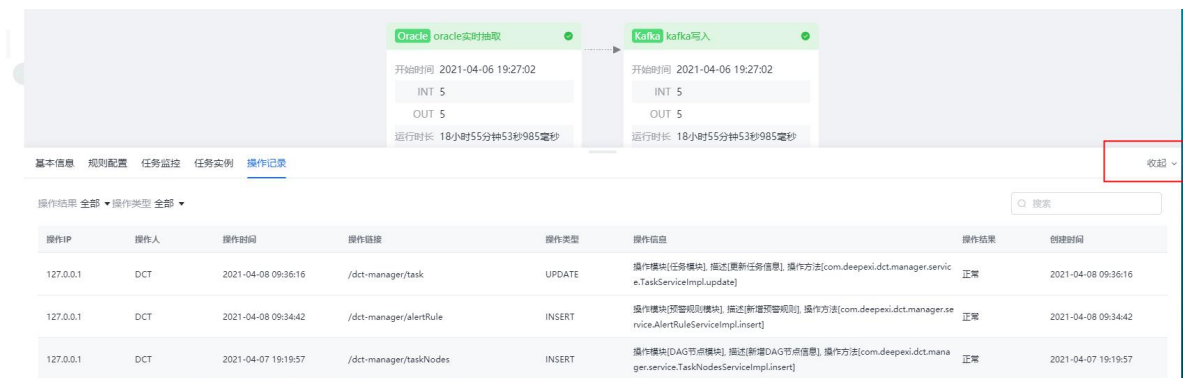 Oracle oracle实时抽取 Kafka kafka写入
开始时间 2021-04-06 19:27:02 开始时间 2021-04-06 19:27:02
INT 5 INT 5
OUT 5 OUT 5
运行时长 18小时55分钟53秒985毫秒 运行时长 18小时55分钟53秒985毫秒
基本信息 规则配置 任务监控 任务实例 操作记录 收起
操作结果 全部 操作类型 全部 搜索
操作IP 操作人 操作时间 操作链接 操作类型 操作信息 操作结果 创建时间
127.0.0.1 DCT 2021-04-08 09:36:16 /dct-manager/task UPDATE 操作模块[任务模块], 描述[更新任务信息], 操作方法[com.deepexi.dct.manager.servic
e.TaskServiceImpl.update] 正常 2021-04-08 09:36:16
127.0.0.1 DCT 2021-04-08 09:34:42 /dct-manager/alertRule INSERT 操作模块[预警规则模块], 描述[新增预警规则], 操作方法[com.deepexi.dct.manager.se
rvice.AlertRuleServiceImpl.insert] 正常 2021-04-08 09:34:42
127.0.0.1 DCT 2021-04-07 19:19:57 /dct-manager/taskNodes INSERT 操作模块[DAG节点模块], 描述[新增DAG节点信息], 操作方法[com.deepexi.dct.mana
ger.service.TaskNodesServiceImpl.insert] 正常 2021-04-07 19:19:57